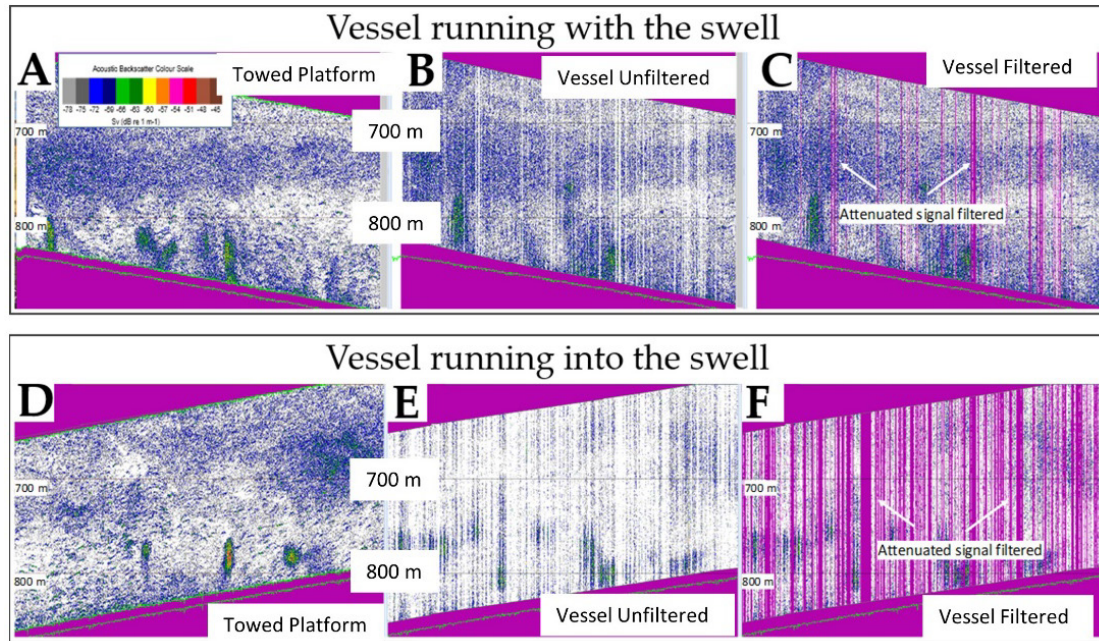 Vessel running with the swell
A
Acoustic Backscatter Colour Scale
-78 -75 -72 -69 -66 -63 -60 -57 -54 -51 -48 -45
Sv (dB re 1 m-1)
Towed Platform
B
Vessel Unfiltered
C
Vessel Filtered
700 m
700 m
700 m
Attenuated signal filtered
800 m
800 m
800 m
Vessel running into the swell
D
E
F
700 m
700 m
700 m
Attenuated signal filtered
800 m
800 m
800 m
Towed Platform
Vessel Unfiltered
Vessel Filtered